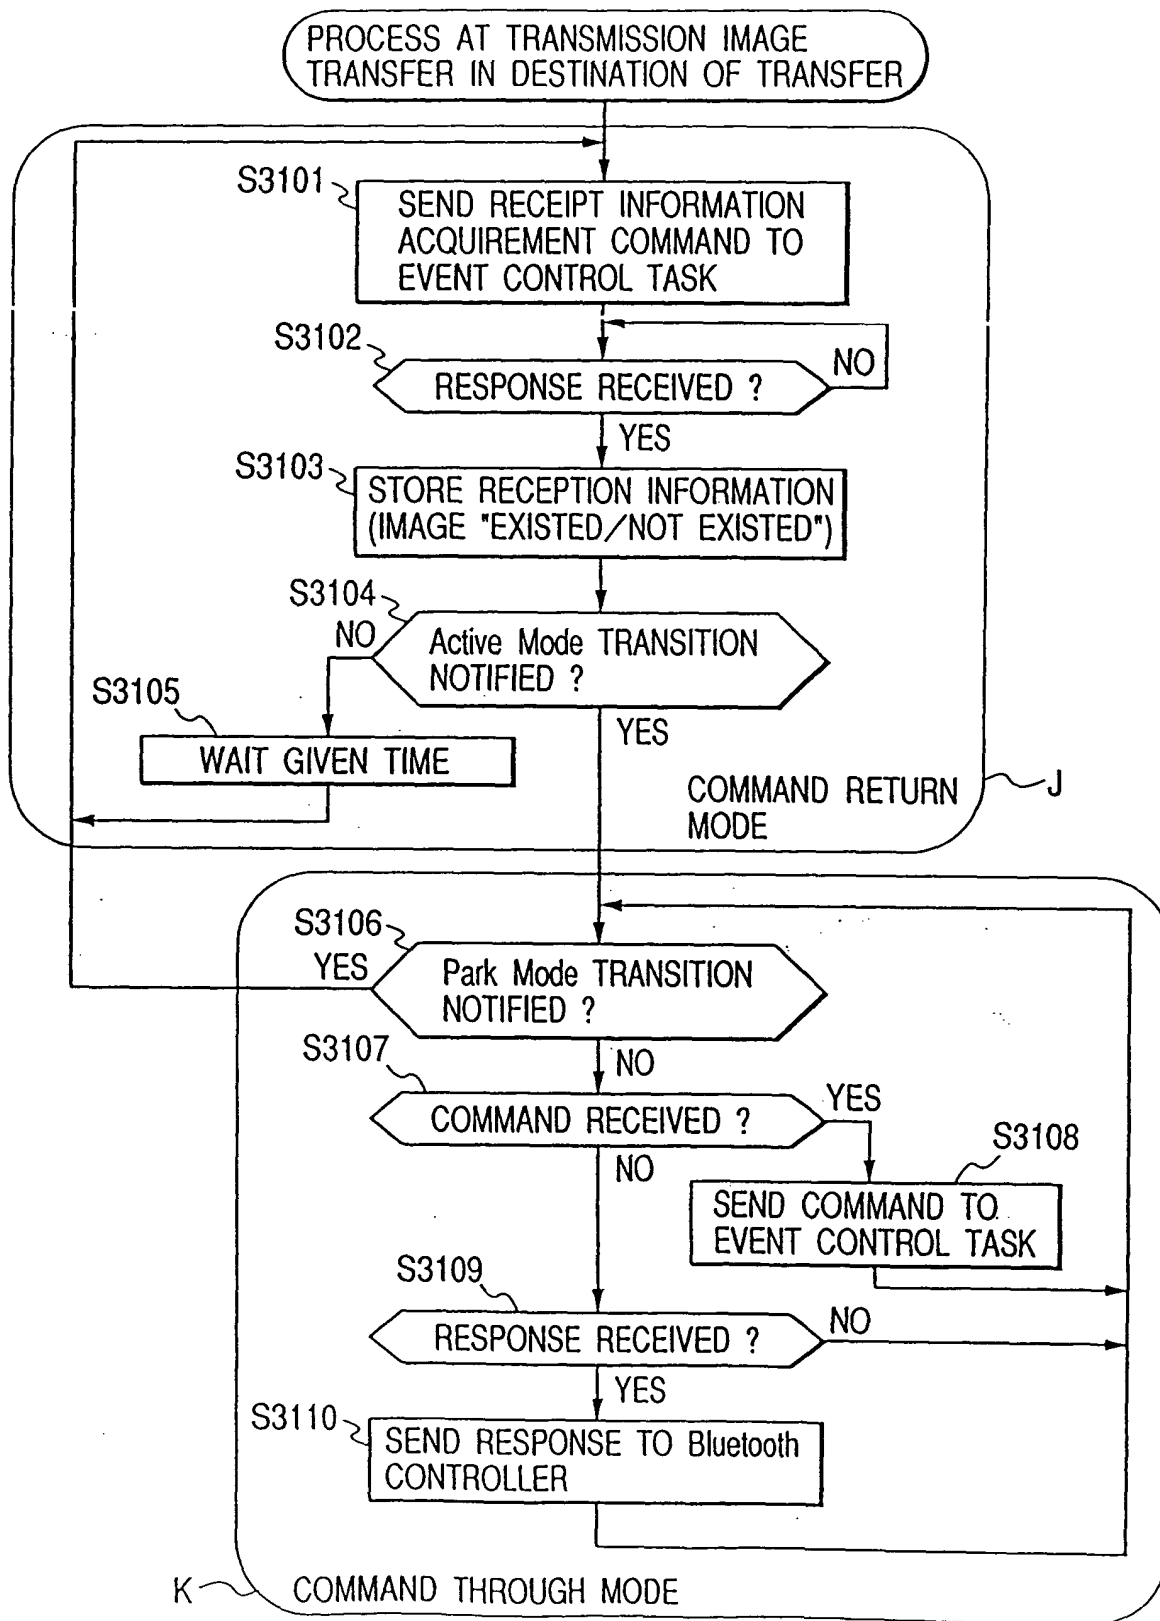 PROCESS AT TRANSMISSION IMAGE
TRANSFER IN DESTINATION OF TRANSFER
S3101
SEND RECEIPT INFORMATION
ACQUIREMENT COMMAND TO
EVENT CONTROL TASK
S3102
RESPONSE RECEIVED ?
NO
YES
S3103
STORE RECEPTION INFORMATION
(IMAGE "EXISTED/NOT EXISTED")
S3104
NO
Active Mode TRANSITION
NOTIFIED ?
S3105
YES
WAIT GIVEN TIME
COMMAND RETURN
MODE
J
S3106
YES
Park Mode TRANSITION
NOTIFIED ?
S3107
NO
COMMAND RECEIVED ?
YES
NO
S3108
SEND COMMAND TO
EVENT CONTROL TASK
S3109
RESPONSE RECEIVED ?
NO
YES
S3110
SEND RESPONSE TO Bluetooth
CONTROLLER
K
COMMAND THROUGH MODE